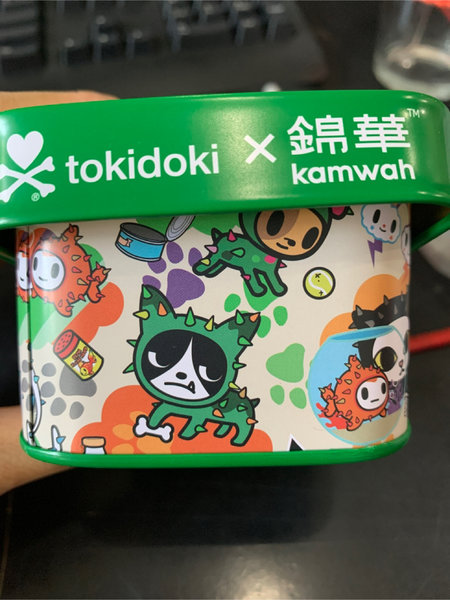 tokidoki × 錦華™
kamwah
®